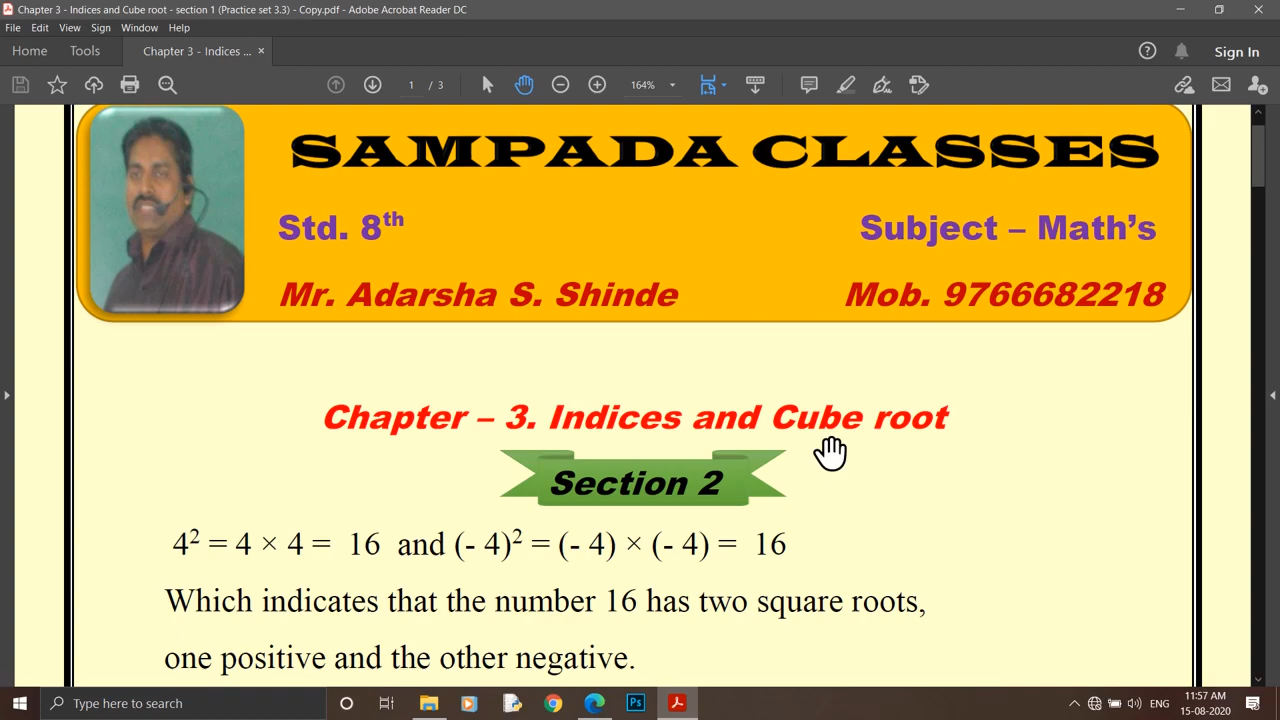 Chapter 3 - Indices and Cube root - section 1 (Practice set 3.3) - Copy.pdf - Adobe Acrobat Reader DC
File Edit View Sign Window Help
Home Tools Chapter 3 - Indices ... × Sign In
1 / 3 164%
SAMPADA CLASSES
Std. 8th Subject – Math's
Mr. Adarsha S. Shinde Mob. 9766682218
Chapter – 3. Indices and Cube root
Section 2
4² = 4 × 4 = 16 and (- 4)² = (- 4) × (- 4) = 16
Which indicates that the number 16 has two square roots,
one positive and the other negative.
Type here to search Ps ENG 11:57 AM
15-08-2020